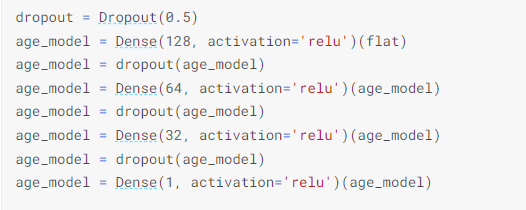 dropout = Dropout(0.5)
age_model = Dense(128, activation='relu')(flat)
age_model = dropout(age_model)
age_model = Dense(64, activation='relu')(age_model)
age_model = dropout(age_model)
age_model = Dense(32, activation='relu')(age_model)
age_model = dropout(age_model)
age_model = Dense(1, activation='relu')(age_model)